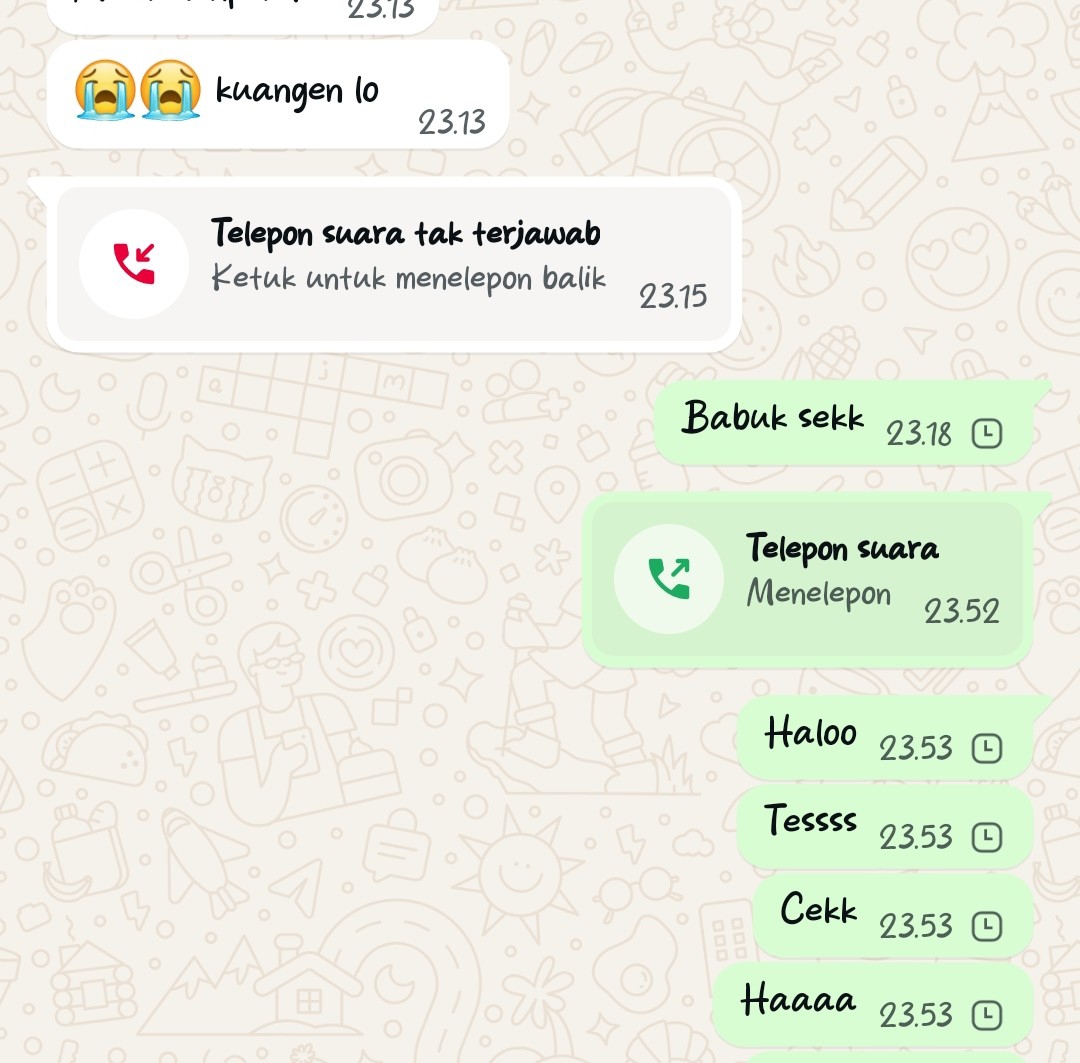 23.13
😭😭 kuangen lo
23.13
Telepon suara tak terjawab
Ketuk untuk menelepon balik
23.15
Babuk sekk 23.18
Telepon suara
Menelepon 23.52
Haloo 23.53
Tessss 23.53
Cekk 23.53
Haaaa 23.53
a j m